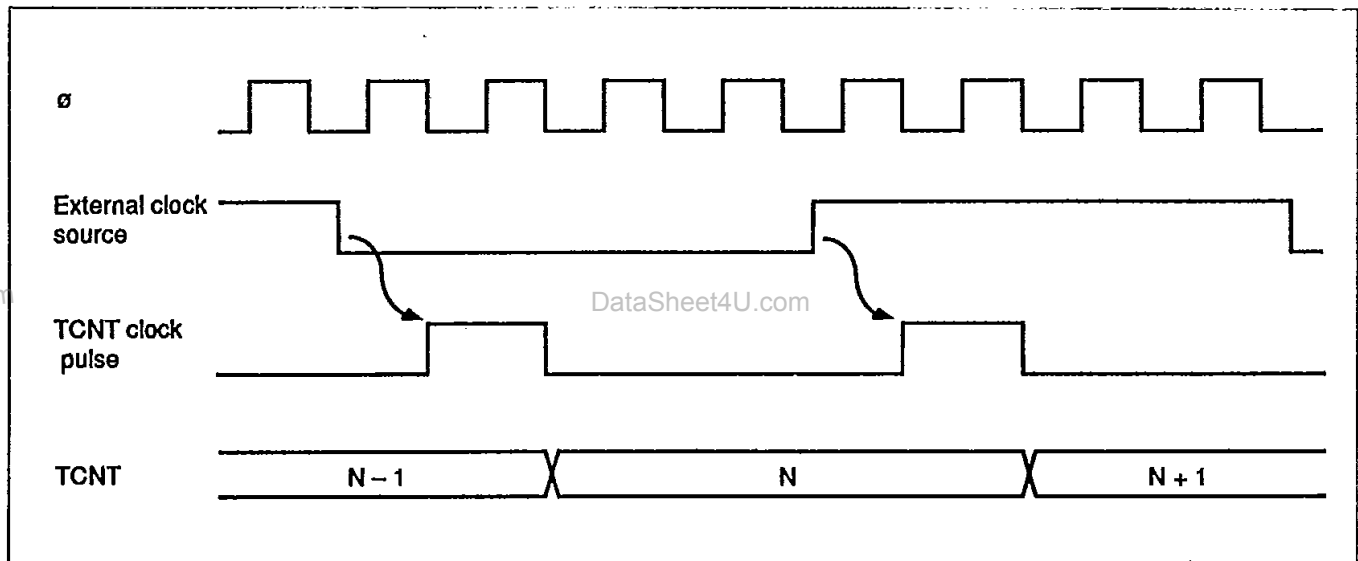 ø
External clock
source
DataSheet4U.com
TCNT clock
pulse
TCNT
N – 1
N
N + 1